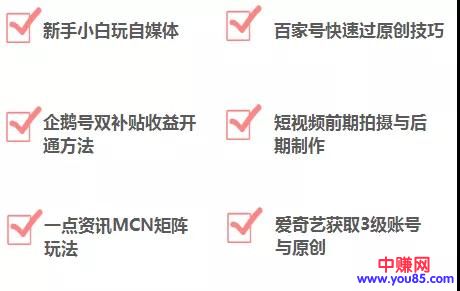 新手小白玩自媒体
百家号快速过原创技巧
企鹅号双补贴收益开
通方法
短视频前期拍摄与后
期制作
一点资讯MCN矩阵
玩法
爱奇艺获取3级账号
与原创
中赚网
www.you85.com